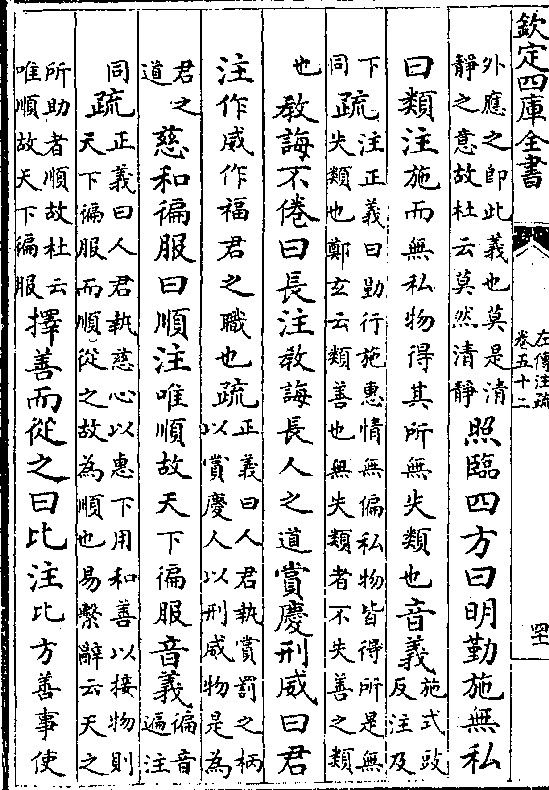 欽定四庫全書
左傳注疏
卷五十二
外應之即此義也莫是清
靜之意故杜云莫然清靜
照臨四方曰明勤施無私
曰類注施而無私物得其所無失類也音義
施式豉
反注及
下
同
疏
注正義曰勤行施惠情無偏私物皆得所是無
失類也鄭玄云類善也無失類者不失善之類
也
教誨不倦曰長注教誨長人之道賞慶刑威曰君
注作威作福君之職也疏
正義曰人君執賞罰之柄
以賞慶人以刑威物是為
君之
道
慈和徧服曰順注唯順故天下徧服音義
徧音
遍注
同
疏
正義曰人君執慈心以惠下用和善以接物則
天下徧服而順從之故為順也易繫辭云天之
所助者順故杜云
唯順故天下徧服
擇善而從之曰比注比方善事使